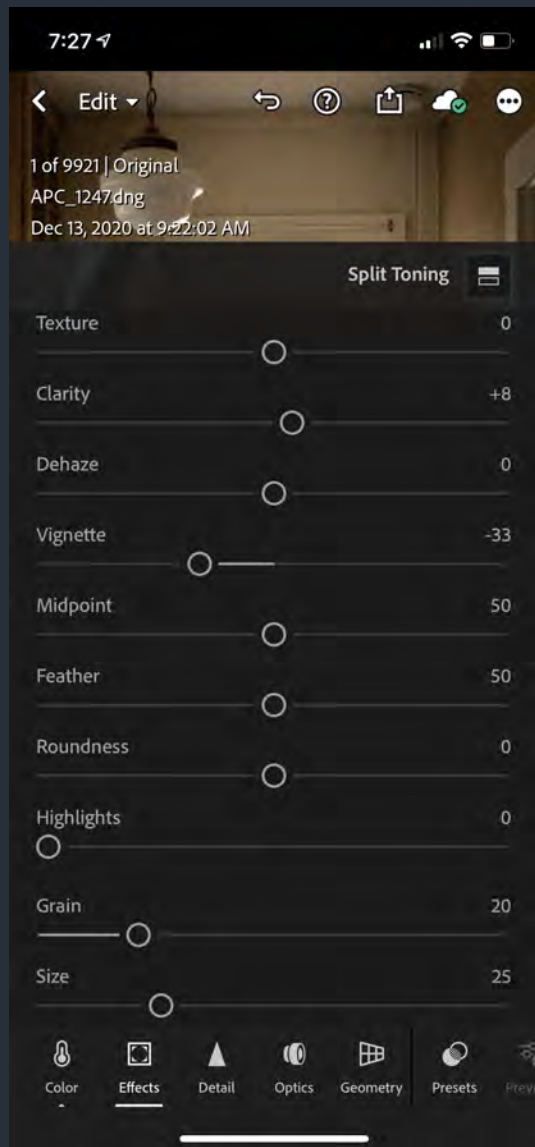 7:27
Edit
1 of 9921 | Original
APC_1247.dng
Dec 13, 2020 at 9:22:02 AM
Split Toning
Texture 0
Clarity +8
Dehaze 0
Vignette -33
Midpoint 50
Feather 50
Roundness 0
Highlights 0
Grain 20
Size 25
Color Effects Detail Optics Geometry Presets